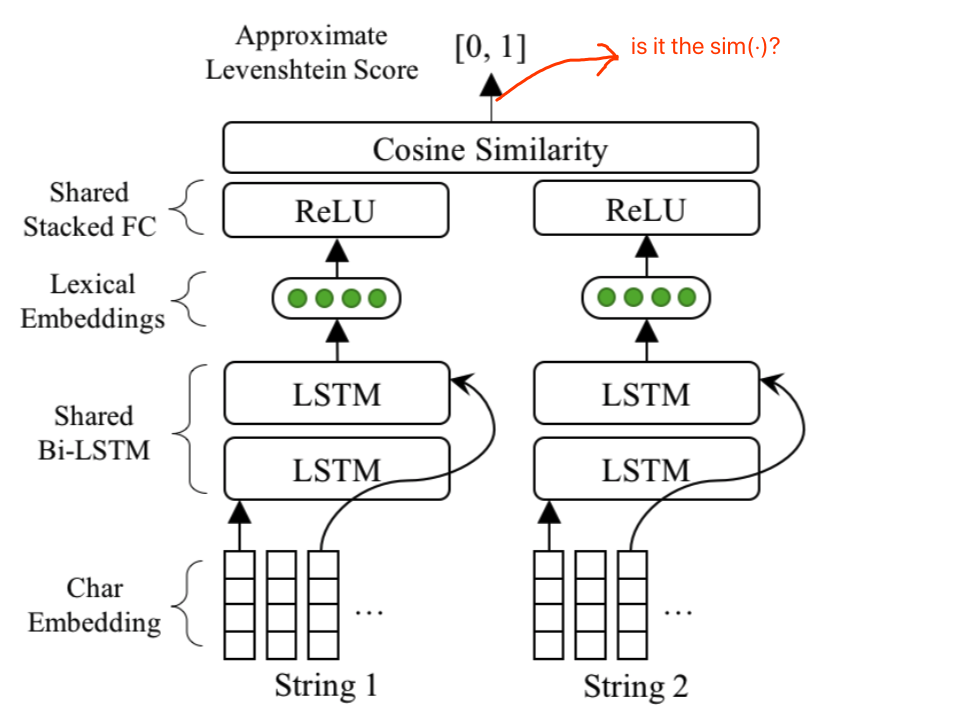 Approximate
Levenshtein Score
[0, 1]
is it the sim(·)?
Cosine Similarity
Shared
Stacked FC
ReLU
ReLU
Lexical
Embeddings
Shared
Bi-LSTM
LSTM
LSTM
LSTM
LSTM
Char
Embedding
...
...
String 1
String 2